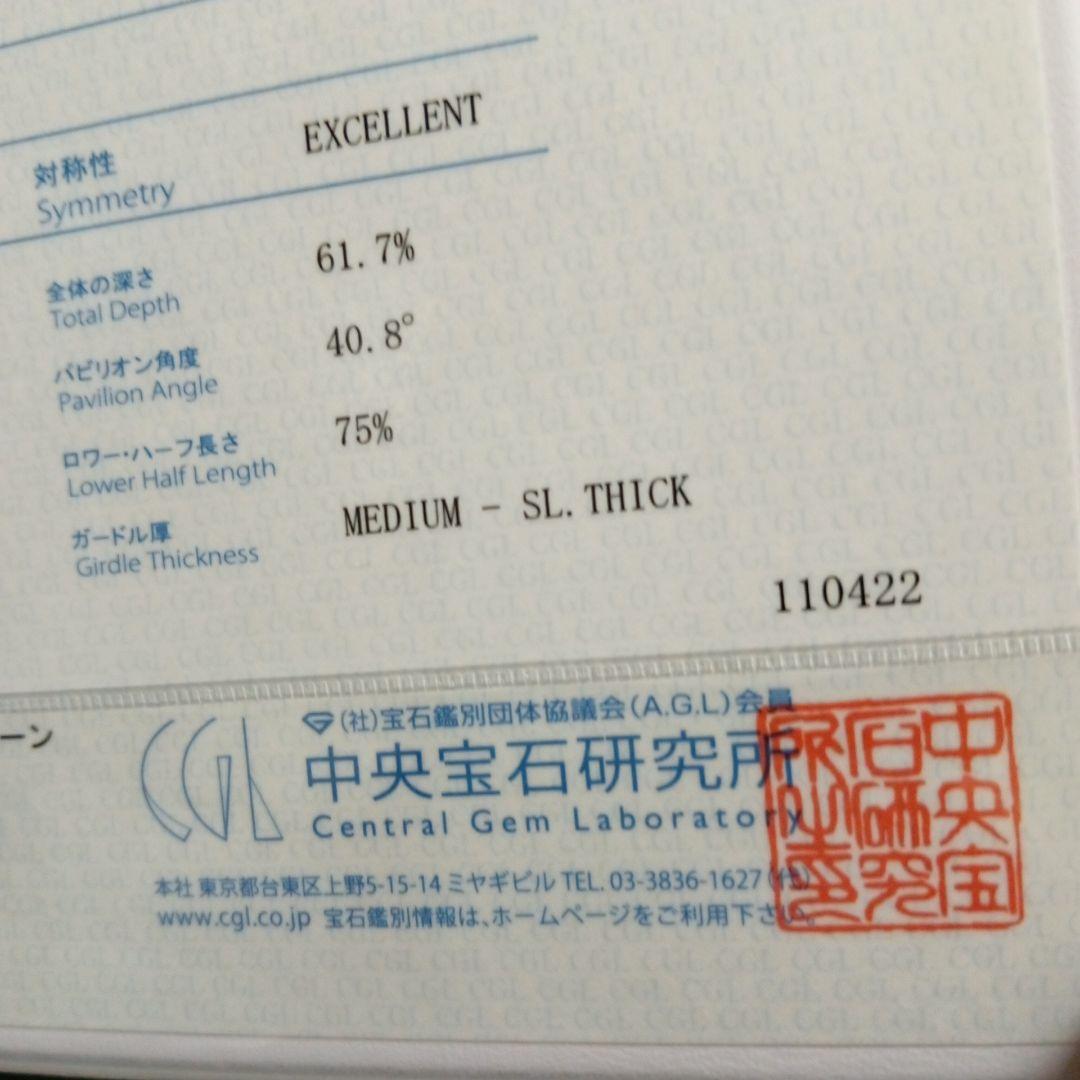 対称性 EXCELLENT
Symmetry
全体の深さ 61.7%
Total Depth
パビリオン角度 40.8°
Pavilion Angle
ロワー・ハーフ長さ 75%
Lower Half Length
ガードル厚 MEDIUM - SL.THICK
Girdle Thickness
110422
ーン
CGL
(社)宝石鑑別団体協議会(A.G.L)会員
中央宝石研究所
Central Gem Laboratory
本社 東京都台東区上野5-15-14 ミヤギビル TEL. 03-3836-1627 (代)
www.cgl.co.jp 宝石鑑別情報は、ホームページをご利用下さい。
中央宝
石研究
所之